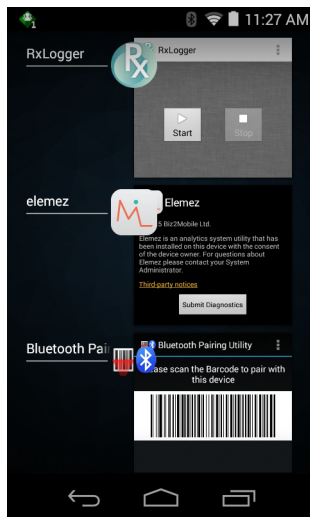 1
11:27 AM
RxLogger
Rx
RxLogger
Start
Stop
elemez
Elemez
5 Biz2Mobile Ltd.
Elemez is an analytics system utility that has
been installed on this device with the consent
of the device owner. For questions about
Elemez please contact your System
Administrator.
Third-party notices
Submit Diagnostics
Bluetooth Pai
Bluetooth Pairing Utility
ase scan the Barcode to pair with
this device